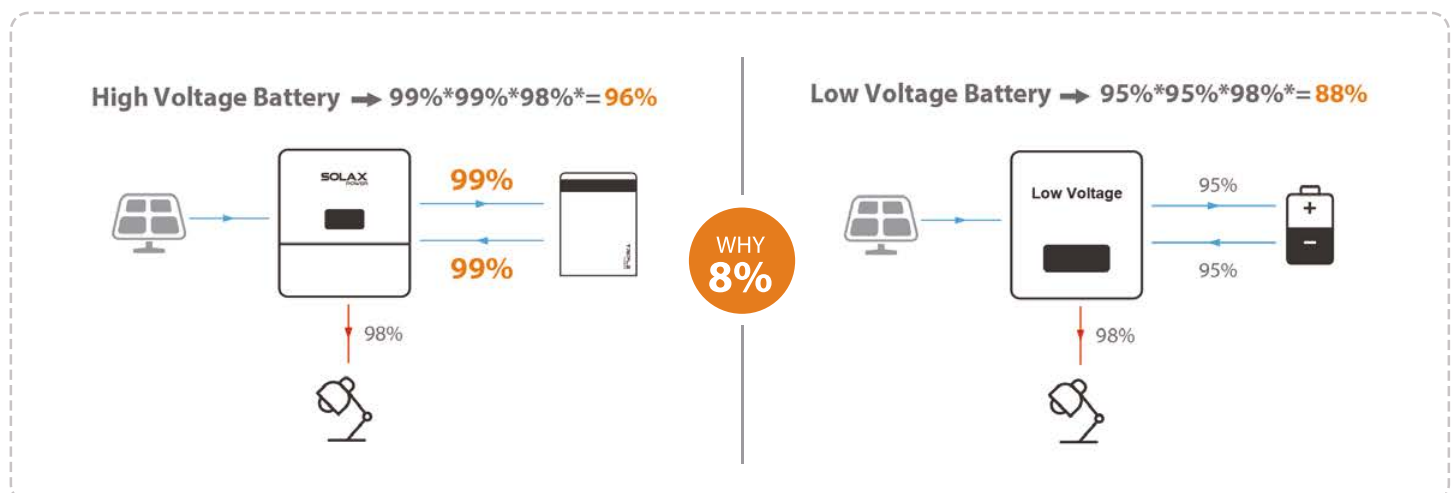 High Voltage Battery ➞ 99%*99%*98%*=96%
SOLAX
POWER
99%
99%
98%
WHY
8%
Low Voltage Battery ➞ 95%*95%*98%*=88%
Low Voltage
95%
+
−
95%
98%